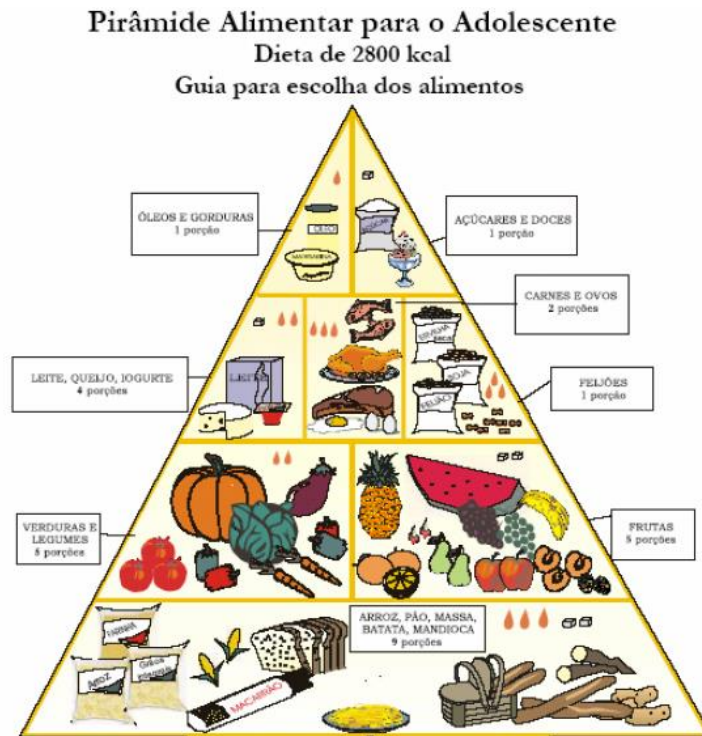 Pirâmide Alimentar para o Adolescente
Dieta de 2800 kcal
Guia para escolha dos alimentos
ÓLEOS E GORDURAS
1 porção
AÇÚCARES E DOCES
1 porção
AÇÚCAR
ÓLEO
MARGARINA
CARNES E OVOS
2 porções
LEITE, QUEIJO, IOGURTE
4 porções
LEITE
ERVILHA
SECA
SOJA
FEIJÃO
FEIJÕES
1 porção
VERDURAS E
LEGUMES
5 porções
FRUTAS
5 porções
ARROZ, PÃO, MASSA,
BATATA, MANDIOCA
9 porções
FARINHA
ARROZ
MACARRÃO